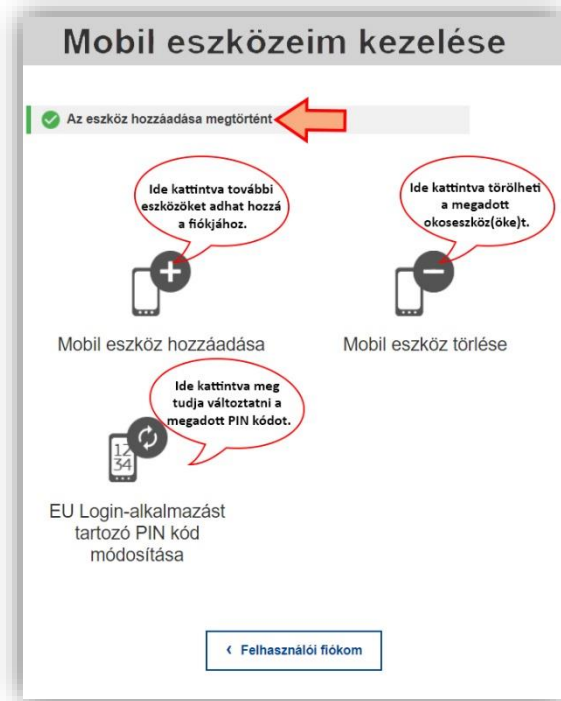 Mobil eszközeim kezelése
Az eszköz hozzáadása megtörtént
Ide kattintva további
eszközöket adhat hozzá
a fiókjához.
Ide kattintva törölheti
a megadott
okoseszköz(öke)t.
Mobil eszköz hozzáadása
Mobil eszköz törlése
Ide kattintva meg
tudja változtatni a
megadott PIN kódot.
12
34
EU Login-alkalmazást
tartozó PIN kód
módosítása
‹ Felhasználói fiókom